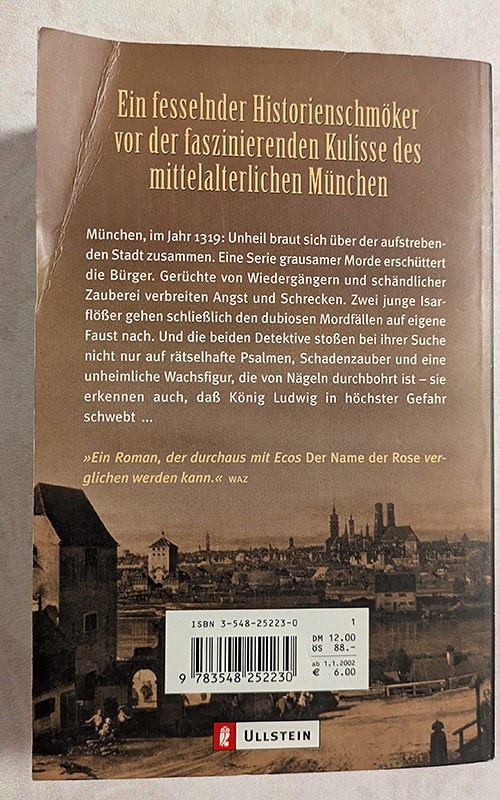 Ein fesselnder Historienschmöker
vor der faszinierenden Kulisse des
mittelalterlichen München
München, im Jahr 1319: Unheil braut sich über der aufstreben-
den Stadt zusammen. Eine Serie grausamer Morde erschüttert
die Bürger. Gerüchte von Wiedergängern und schändlicher
Zauberei verbreiten Angst und Schrecken. Zwei junge Isar-
flößer gehen schließlich den dubiosen Mordfällen auf eigene
Faust nach. Und die beiden Detektive stoßen bei ihrer Suche
nicht nur auf rätselhafte Psalmen, Schadenzauber und eine
unheimliche Wachsfigur, die von Nägeln durchbohrt ist – sie
erkennen auch, daß König Ludwig in höchster Gefahr
schwebt ...
»Ein Roman, der durchaus mit Ecos Der Name der Rose ver-
glichen werden kann.« WAZ
ISBN 3-548-25223-0
9 783548 252230
1
DM 12.00
ÖS 88.-
ab 1.1.2002
€ 6.00
ULLSTEIN